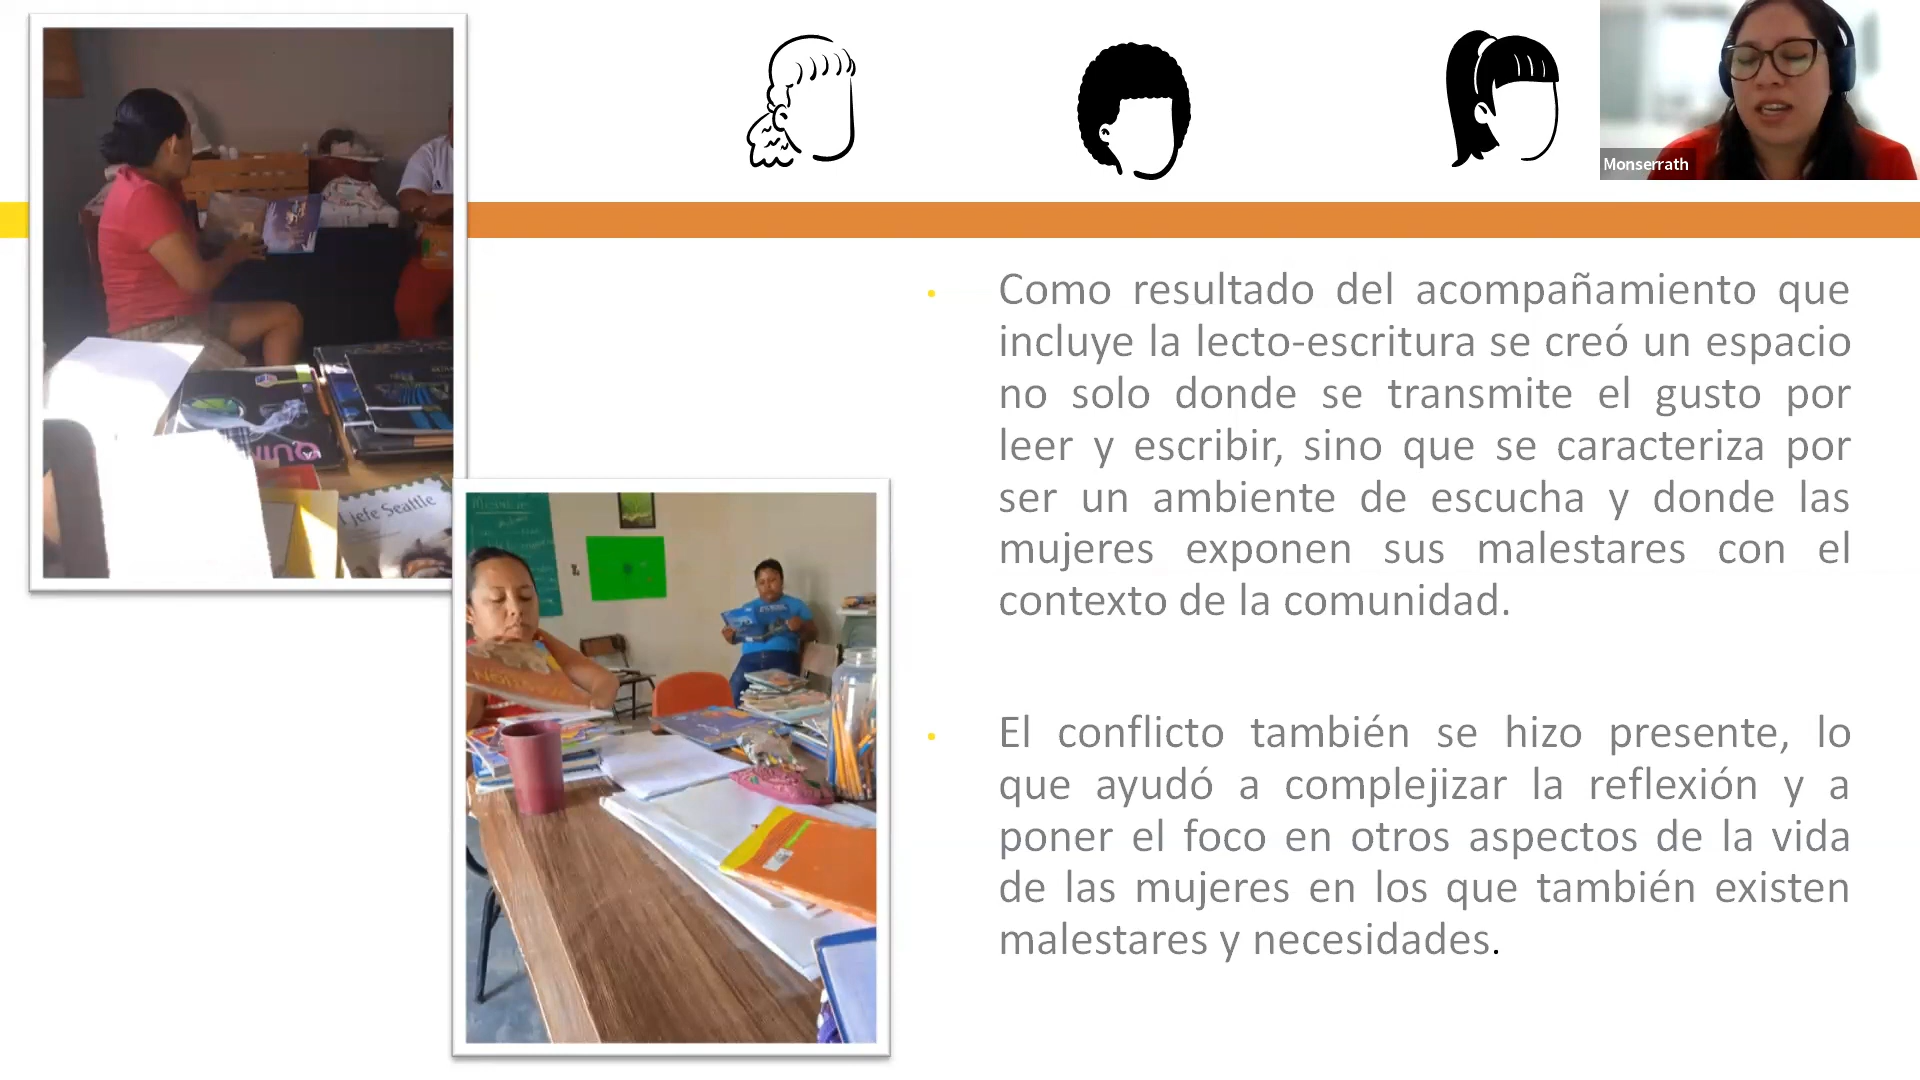 Monserrath
Como resultado del acompañamiento que
incluye la lecto-escritura se creó un espacio
no solo donde se transmite el gusto por
leer y escribir, sino que se caracteriza por
ser un ambiente de escucha y donde las
mujeres exponen sus malestares con el
contexto de la comunidad.
El conflicto también se hizo presente, lo
que ayudó a complejizar la reflexión y a
poner el foco en otros aspectos de la vida
de las mujeres en los que también existen
malestares y necesidades.
jefe Seattle